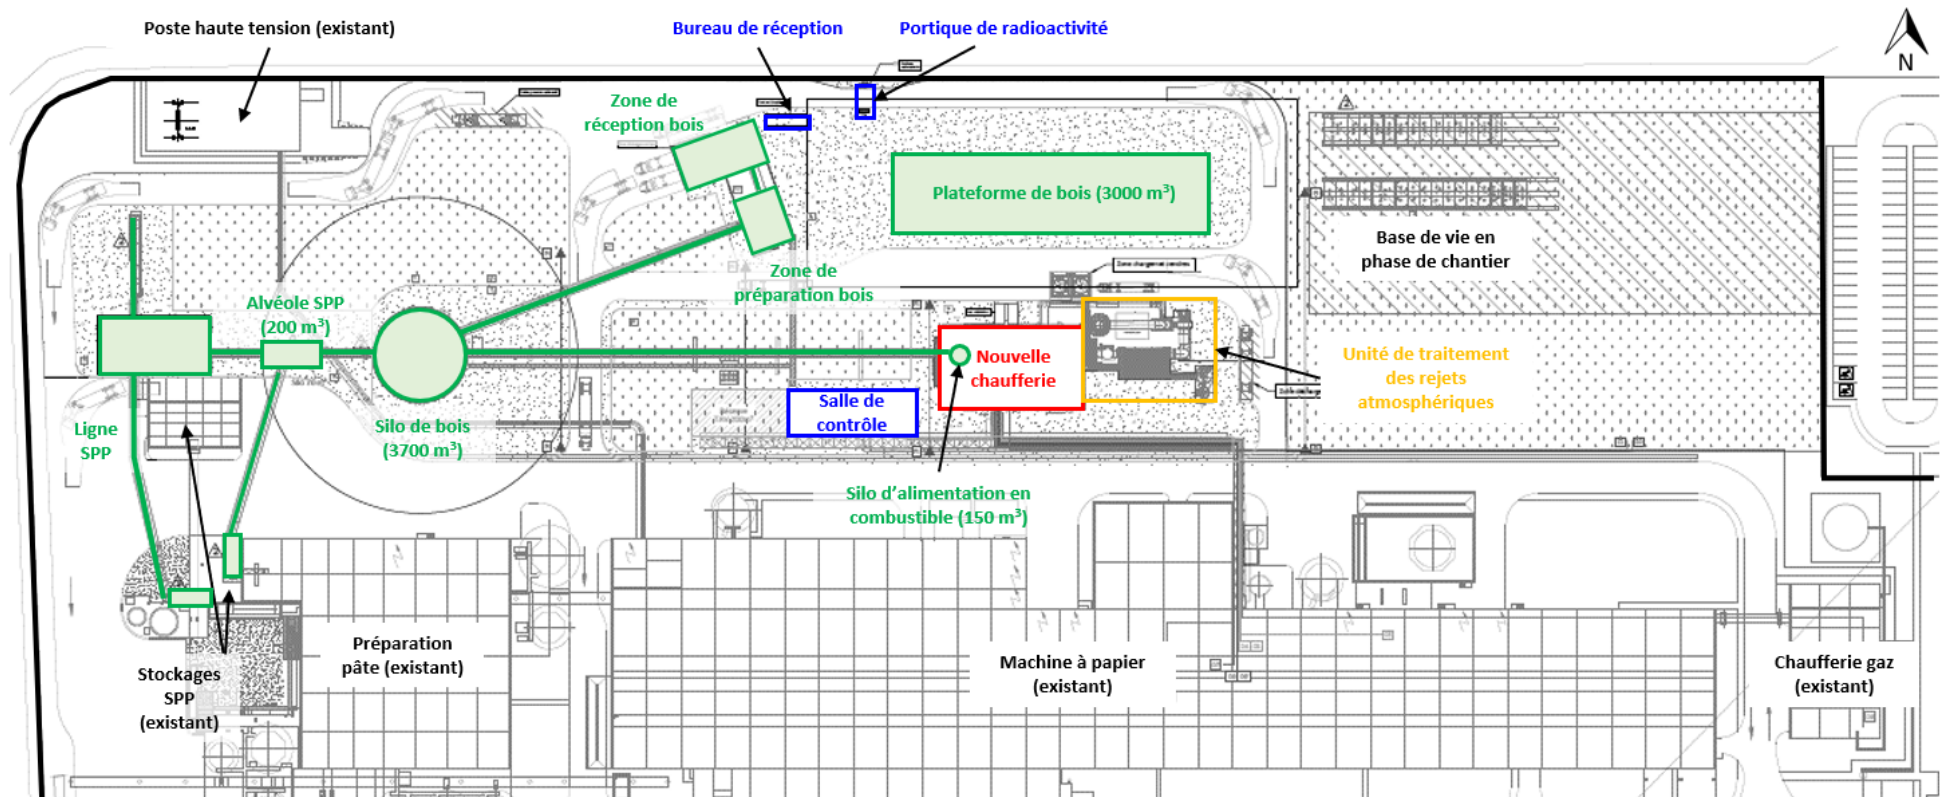 Poste haute tension (existant)
Bureau de réception
Portique de radioactivité
N
Zone de
réception bois
Plateforme de bois (3000 m³)
Base de vie en
phase de chantier
Zone de
préparation bois
Zone chargement cendres
Alvéole SPP
(200 m³)
Nouvelle
chaufferie
Unité de traitement
des rejets
atmosphériques
Salle de
contrôle
Ligne
SPP
Silo de bois
(3700 m³)
Silo d'alimentation en
combustible (150 m³)
Préparation
pâte (existant)
Stockages
SPP
(existant)
Machine à papier
(existant)
Chaufferie gaz
(existant)